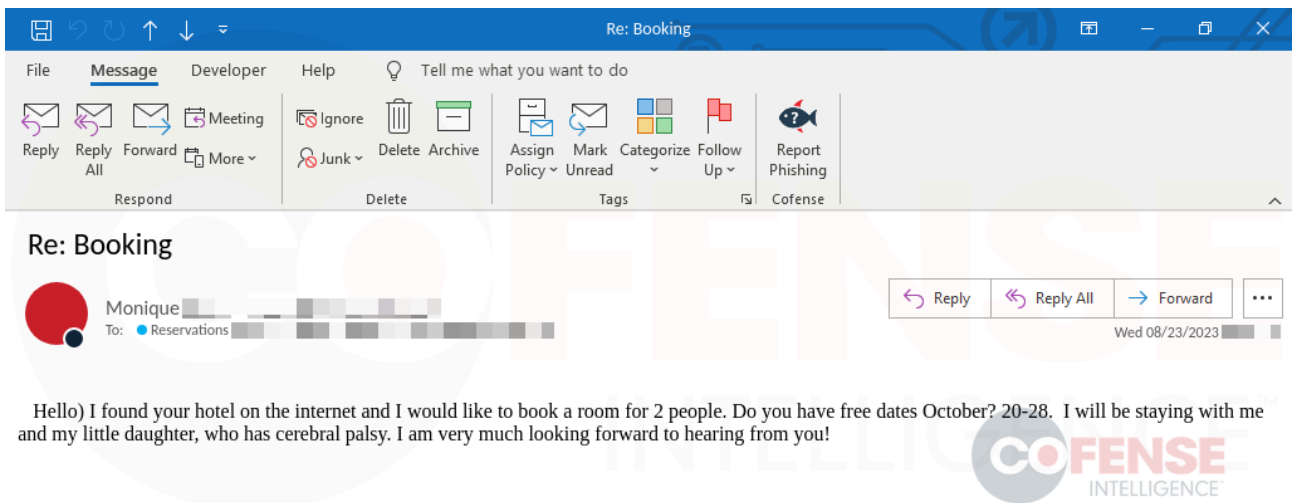 Re: Booking
File Message Developer Help Tell me what you want to do
Reply
Reply All
Forward
Meeting
More
Respond
Ignore
Junk
Delete
Archive
Delete
Assign Policy
Mark Unread
Categorize
Follow Up
Tags
Report Phishing
Cofense
Re: Booking
Monique
To: Reservations
Reply Reply All Forward ...
Wed 08/23/2023
Hello) I found your hotel on the internet and I would like to book a room for 2 people. Do you have free dates October? 20-28. I will be staying with me
and my little daughter, who has cerebral palsy. I am very much looking forward to hearing from you!
COFENSE
INTELLIGENCE™
COFENSE
INTELLIGENCE